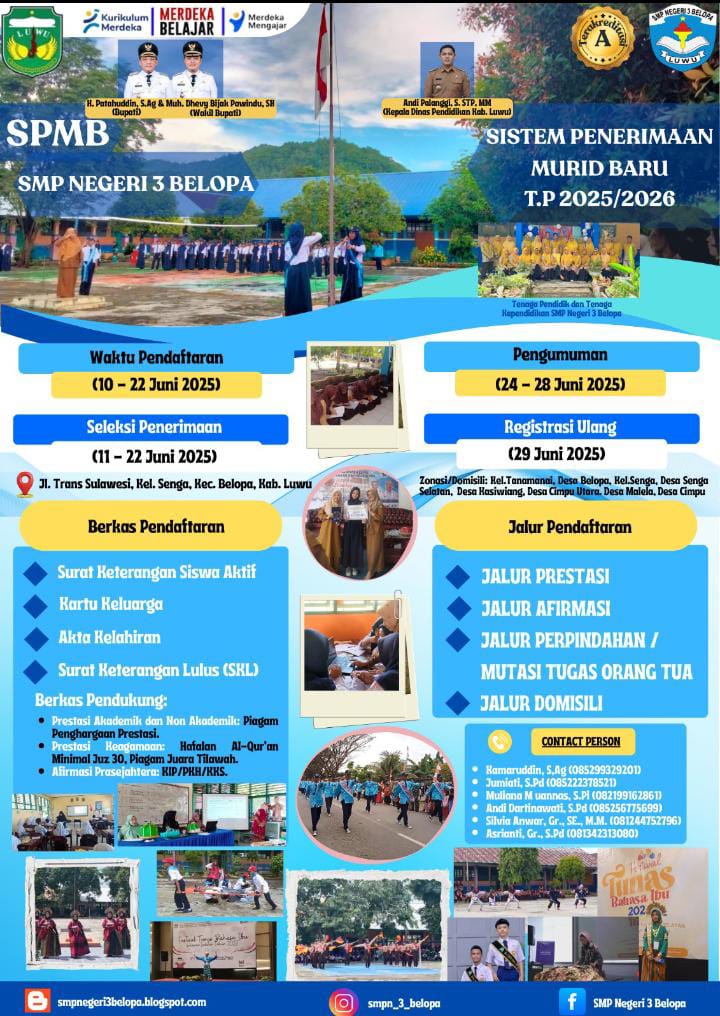 LUWU
Kurikulum
Merdeka
MERDEKA
BELAJAR
Merdeka
Mengajar
Terakreditasi
A
SMP NEGERI 3 BELOPA
LUWU
H. Patahuddin, S.Ag & Muh. Dhevy Bijak Pawindu, SH
(Bupati) (Wakil Bupati)
Andi Palanggi, S. STP, MM
(Kepala Dinas Pendidikan Kab. Luwu)
SPMB
SMP NEGERI 3 BELOPA
SISTEM PENERIMAAN
MURID BARU
T.P 2025/2026
Tenaga Pendidik dan Tenaga
Kependidikan SMP Negeri 3 Belopa
Waktu Pendaftaran
(10 – 22 Juni 2025)
Pengumuman
(24 – 28 Juni 2025)
Seleksi Penerimaan
(11 – 22 Juni 2025)
Registrasi Ulang
(29 Juni 2025)
Jl. Trans Sulawesi, Kel. Senga, Kec. Belopa, Kab. Luwu
Zonasi/Domisili: Kel.Tanamanai, Desa Belopa, Kel.Senga, Desa Senga
Selatan, Desa Kasiwiang, Desa Cimpu Utara. Desa Malela, Desa Cimpu
Berkas Pendaftaran
Surat Keterangan Siswa Aktif
Kartu Keluarga
Akta Kelahiran
Surat Keterangan Lulus (SKL)
Berkas Pendukung:
Prestasi Akademik dan Non Akademik: Piagam
Penghargaan Prestasi.
Prestasi Keagamaan: Hafalan Al-Qur'an
Minimal Juz 30, Piagam Juara Tilawah.
Afirmasi Prasejahtera: KIP/PKH/KKS.
Jalur Pendaftaran
JALUR PRESTASI
JALUR AFIRMASI
JALUR PERPINDAHAN /
MUTASI TUGAS ORANG TUA
JALUR DOMISILI
CONTACT PERSON
Kamaruddin, S,Ag (085299329201)
Jumiati, S.Pd (085222378521)
Muliana M uannas, S.Pi (082199162861)
Andi Dartinawati, S.Pd (085256775699)
Silvia Anwar, Gr., SE., M.M. (081244752796)
Asrianti, Gr., S.Pd (081342313080)
Festival
Tunas
Bahasa Ibu
Festival Tunas Bahasa Ibu
smpnegeri3belopa.blogspot.com
smpn_3_belopa
SMP Negeri 3 Belopa